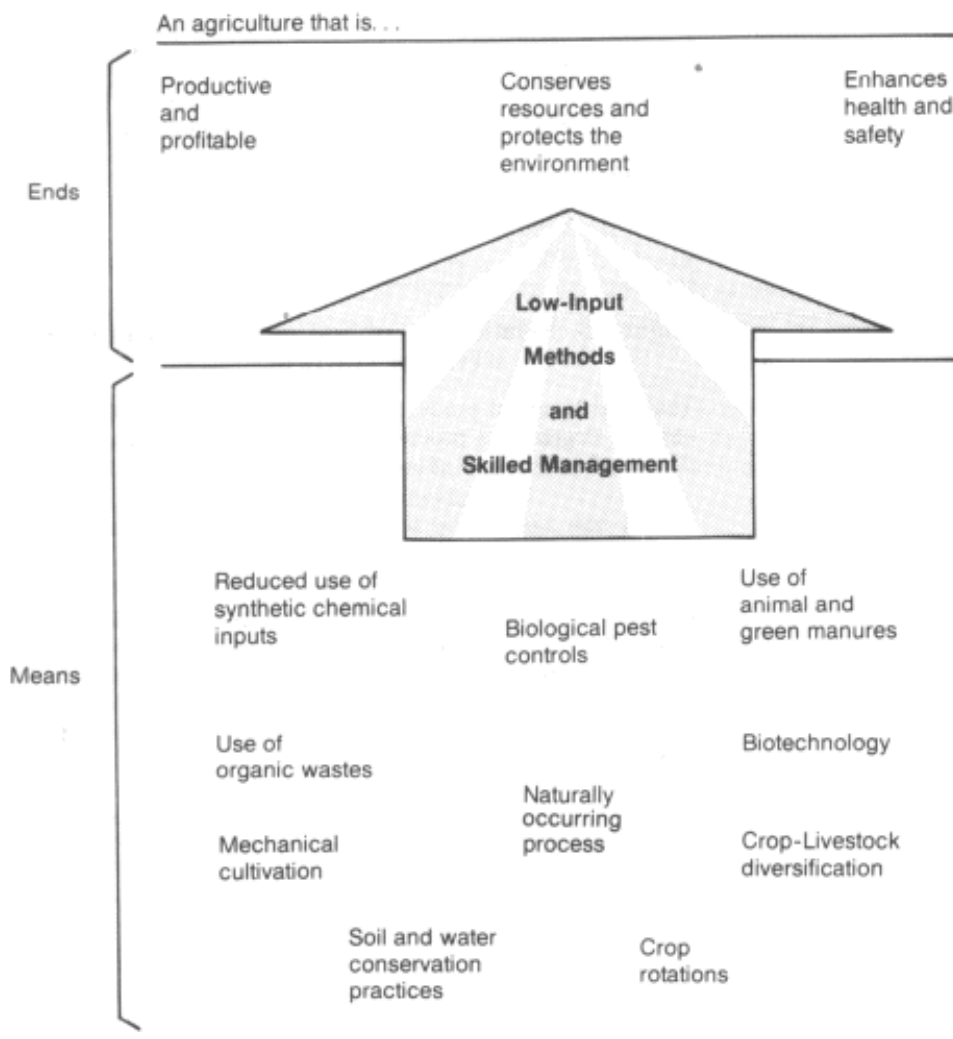 An agriculture that is. . .
Productive
and
profitable
Conserves
resources and
protects the
environment
Enhances
health and
safety
Ends
Low-Input
Methods
and
Skilled Management
Means
Reduced use of
synthetic chemical
inputs
Biological pest
controls
Use of
animal and
green manures
Use of
organic wastes
Naturally
occurring
process
Biotechnology
Mechanical
cultivation
Crop-Livestock
diversification
Soil and water
conservation
practices
Crop
rotations